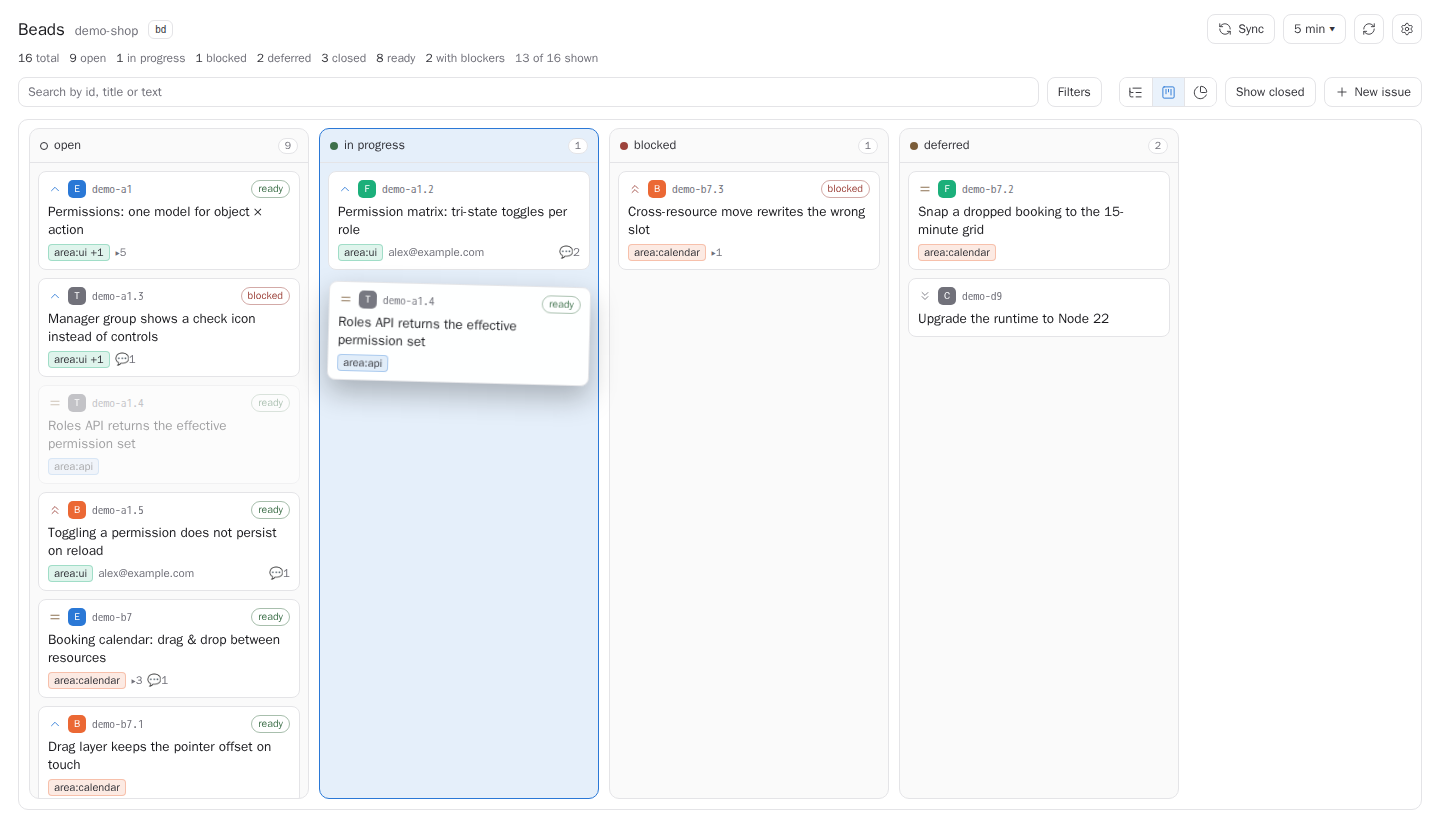 Beads demo-shop bd
Sync 5 min ▾
16 total 9 open 1 in progress 1 blocked 2 deferred 3 closed 8 ready 2 with blockers 13 of 16 shown
Search by id, title or text
Filters
Show closed
New issue
open 9
E demo-a1 ready
Permissions: one model for object ×
action
area:ui +1 ▸5
T demo-a1.3 blocked
Manager group shows a check icon
instead of controls
area:ui +1 💬1
T demo-a1.4 ready
Roles API returns the effective
permission set
area:api
B demo-a1.5 ready
Toggling a permission does not persist
on reload
area:ui alex@example.com 💬1
E demo-b7 ready
Booking calendar: drag & drop between
resources
area:calendar ▸3 💬1
B demo-b7.1 ready
Drag layer keeps the pointer offset on
touch
area:calendar
in progress 1
F demo-a1.2
Permission matrix: tri-state toggles per
role
area:ui alex@example.com 💬2
T demo-a1.4 ready
Roles API returns the effective
permission set
area:api
blocked 1
B demo-b7.3 blocked
Cross-resource move rewrites the wrong
slot
area:calendar ▸1
deferred 2
F demo-b7.2
Snap a dropped booking to the 15-
minute grid
area:calendar
C demo-d9
Upgrade the runtime to Node 22